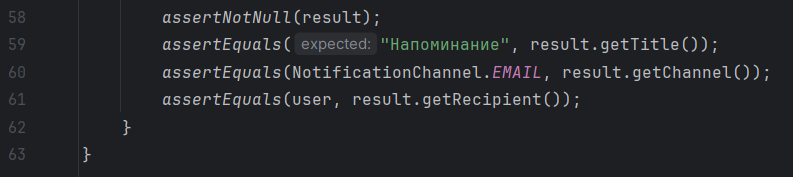 58 assertNotNull(result);
59 assertEquals( expected: "Напоминание", result.getTitle());
60 assertEquals(NotificationChannel.EMAIL, result.getChannel());
61 assertEquals(user, result.getRecipient());
62 }
63 }